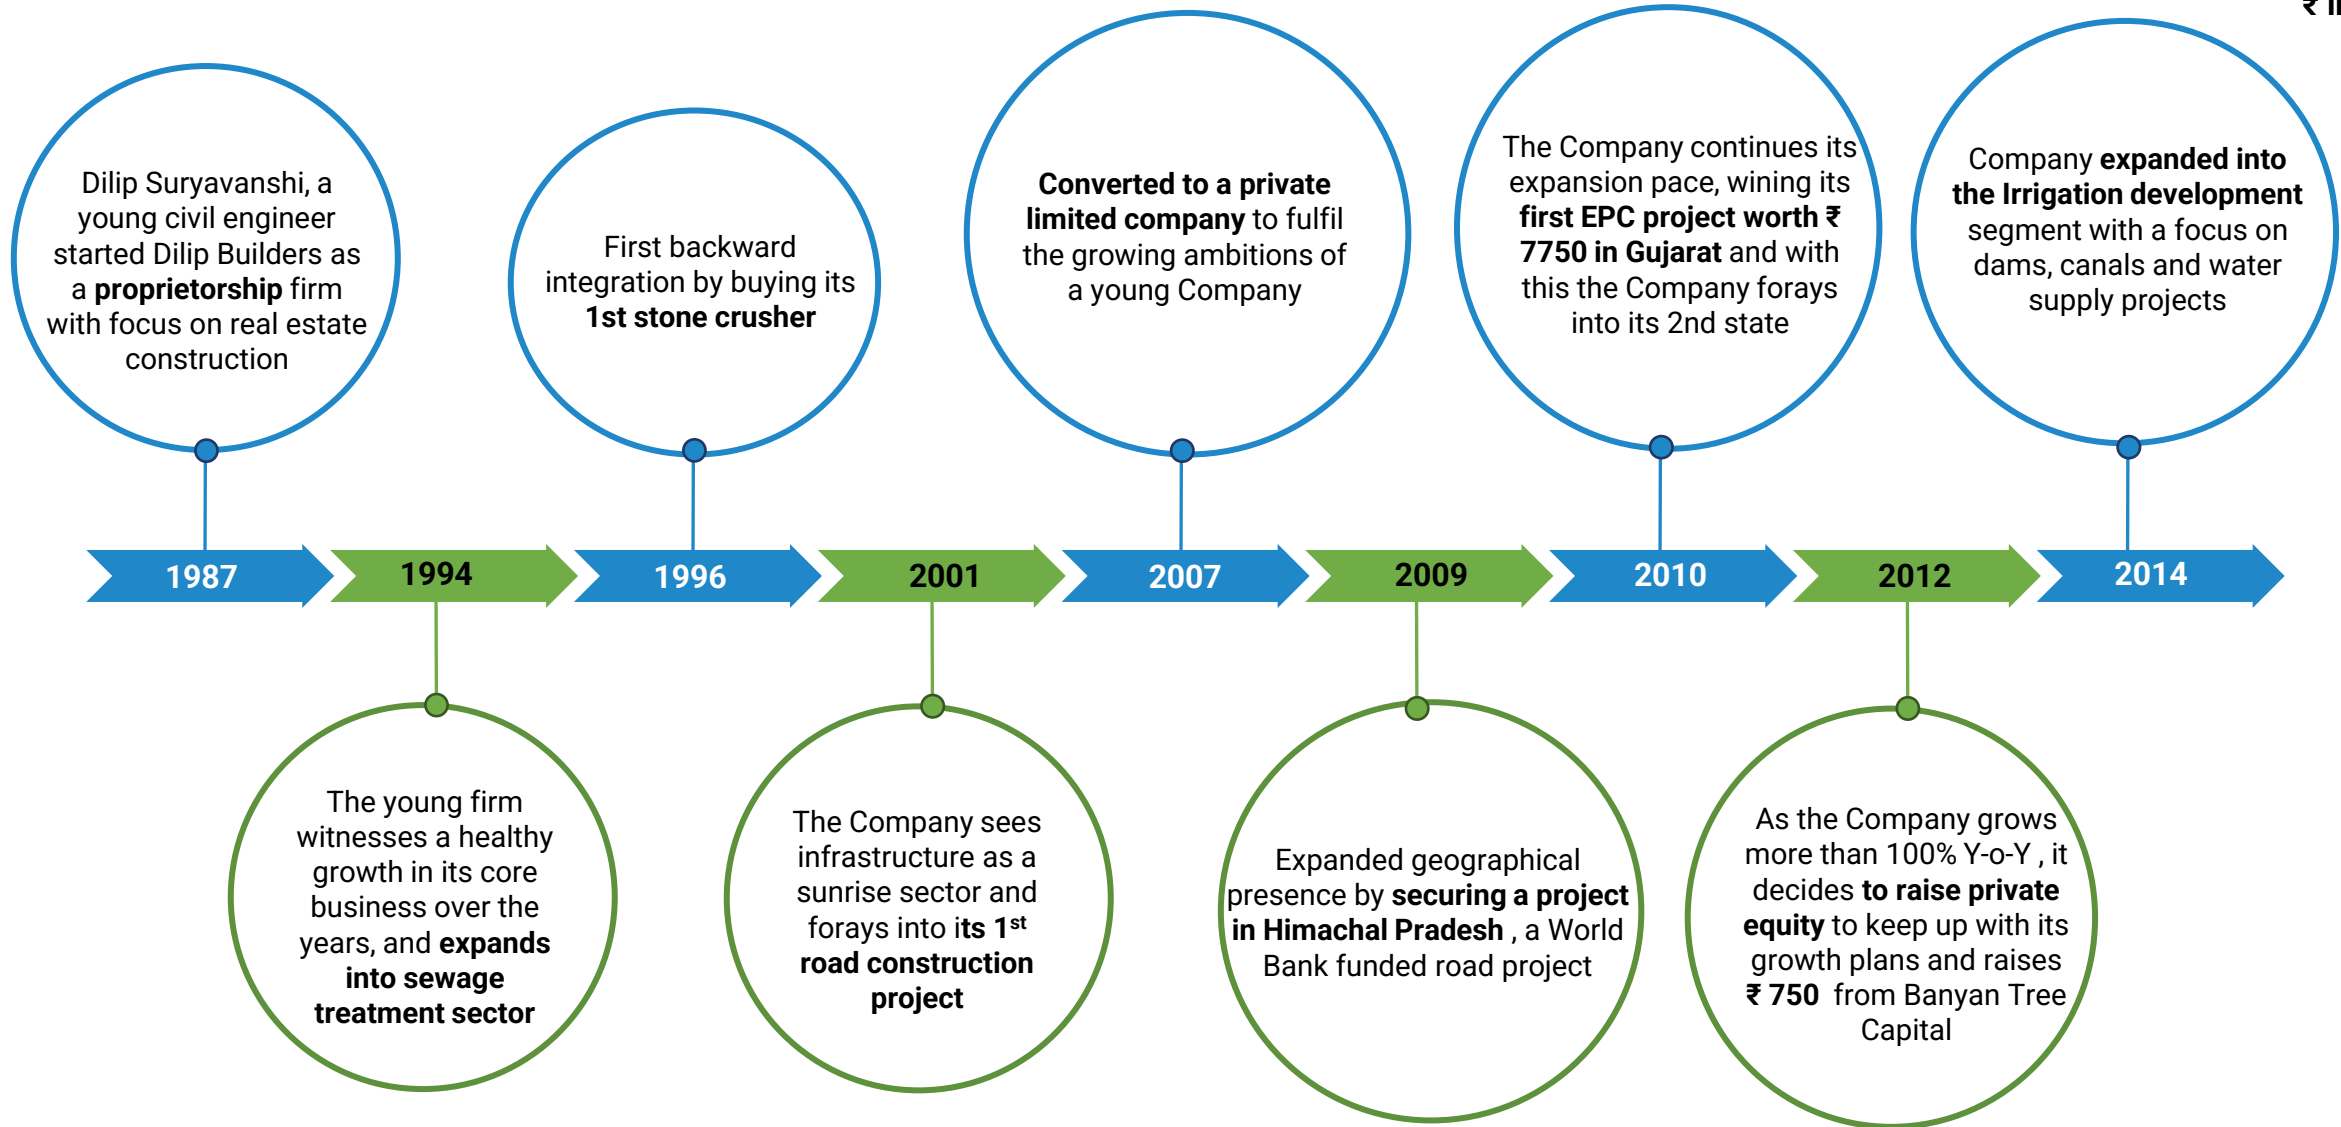 Dilip Suryavanshi, a
young civil engineer
started Dilip Builders as
a proprietorship firm
with focus on real estate
construction
First backward
integration by buying its
1st stone crusher
Converted to a private
limited company to fulfil
the growing ambitions of
a young Company
The Company continues its
expansion pace, wining its
first EPC project worth ₹
7750 in Gujarat and with
this the Company forays
into its 2nd state
Company expanded into
the Irrigation development
segment with a focus on
dams, canals and water
supply projects
1987
1994
1996
2001
2007
2009
2010
2012
2014
The young firm
witnesses a healthy
growth in its core
business over the
years, and expands
into sewage
treatment sector
The Company sees
infrastructure as a
sunrise sector and
forays into its 1st
road construction
project
Expanded geographical
presence by securing a project
in Himachal Pradesh , a World
Bank funded road project
As the Company grows
more than 100% Y-o-Y , it
decides to raise private
equity to keep up with its
growth plans and raises
₹ 750 from Banyan Tree
Capital